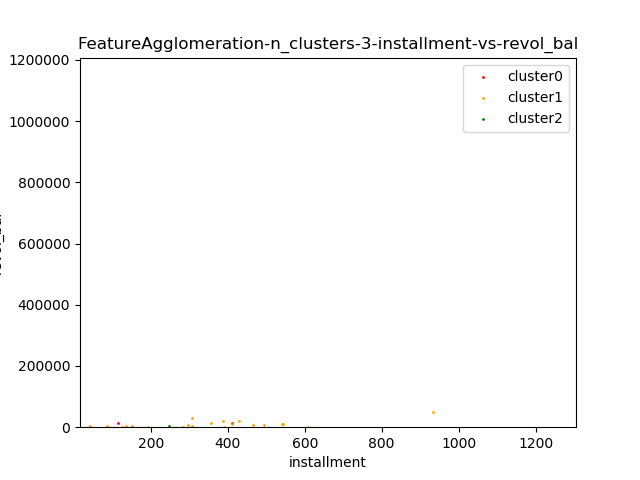 FeatureAgglomeration-n_clusters-3-installment-vs-revol_bal
1200000
1000000
800000
600000
400000
200000
0
cluster0
cluster1
cluster2
200 400 600 800 1000 1200
installment